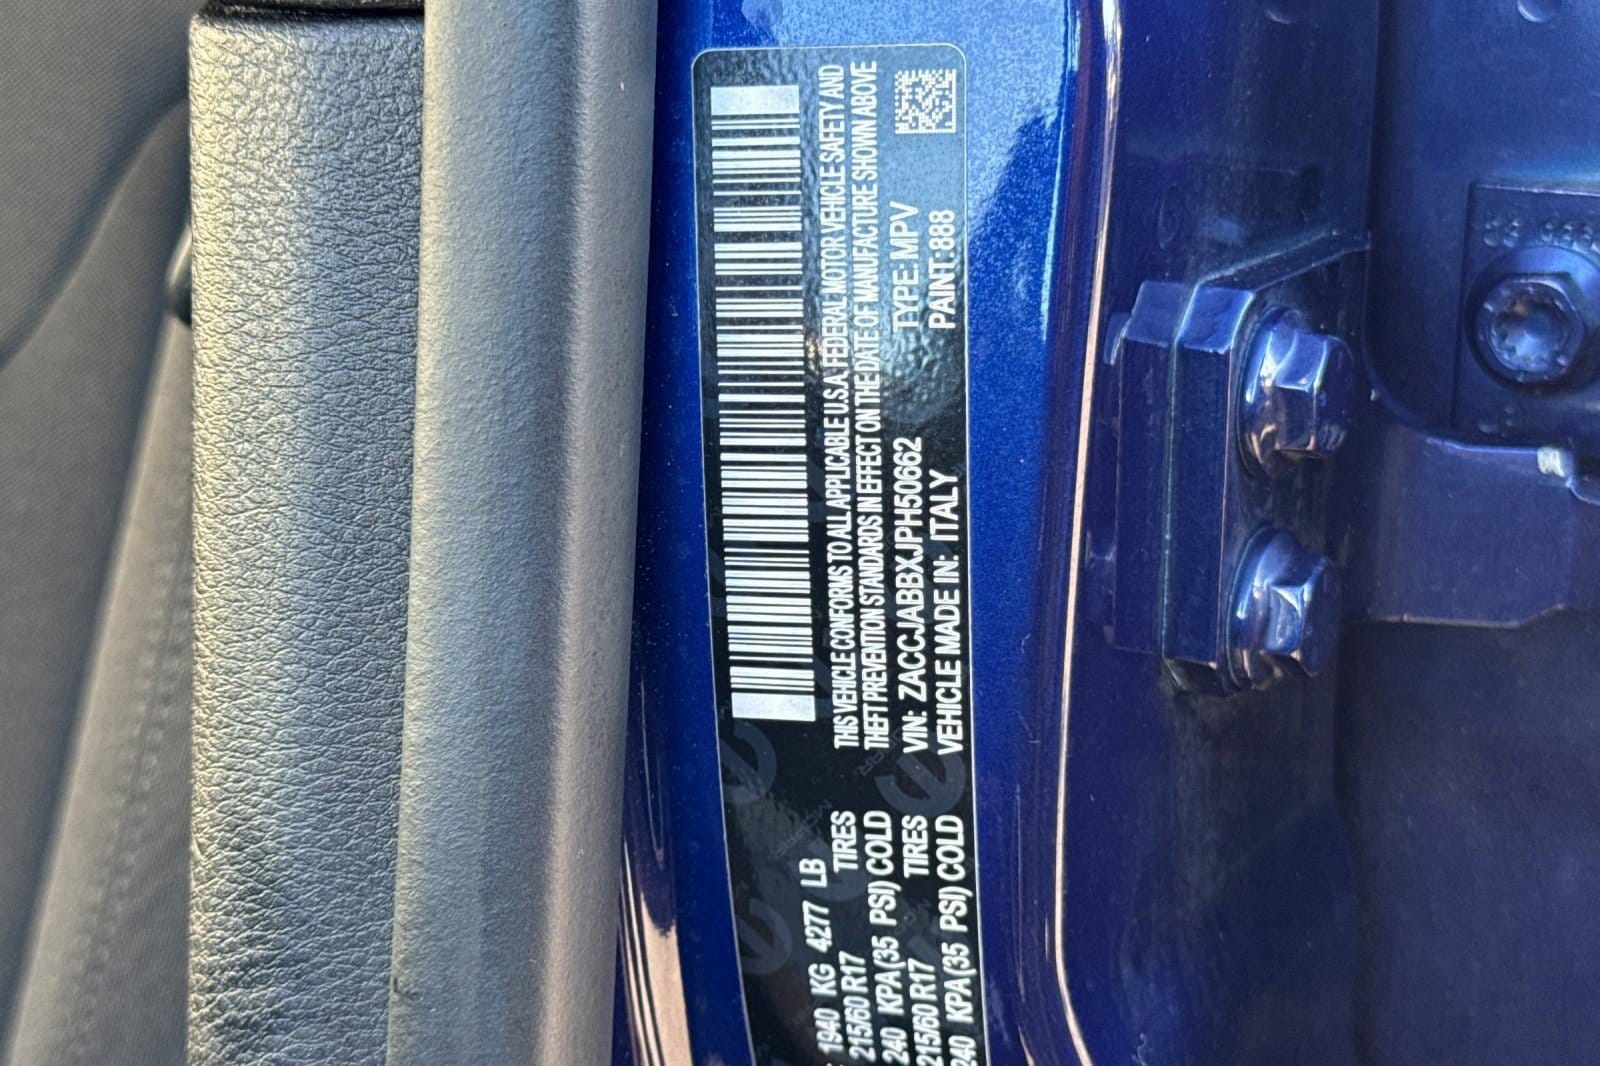 THIS VEHICLE CONFORMS TO ALL APPLICABLE U.S.A. FEDERAL MOTOR VEHICLE SAFETY AND
THEFT PREVENTION STANDARDS IN EFFECT ON THE DATE OF MANUFACTURE SHOWN ABOVE
VIN: ZACCJABBXJPH50662 TYPE: MPV
VEHICLE MADE IN: ITALY PAINT: 888
1940 KG 4277 LB
215/60 R17 TIRES
240 KPA(35 PSI) COLD
215/60 R17 TIRES
240 KPA(35 PSI) COLD